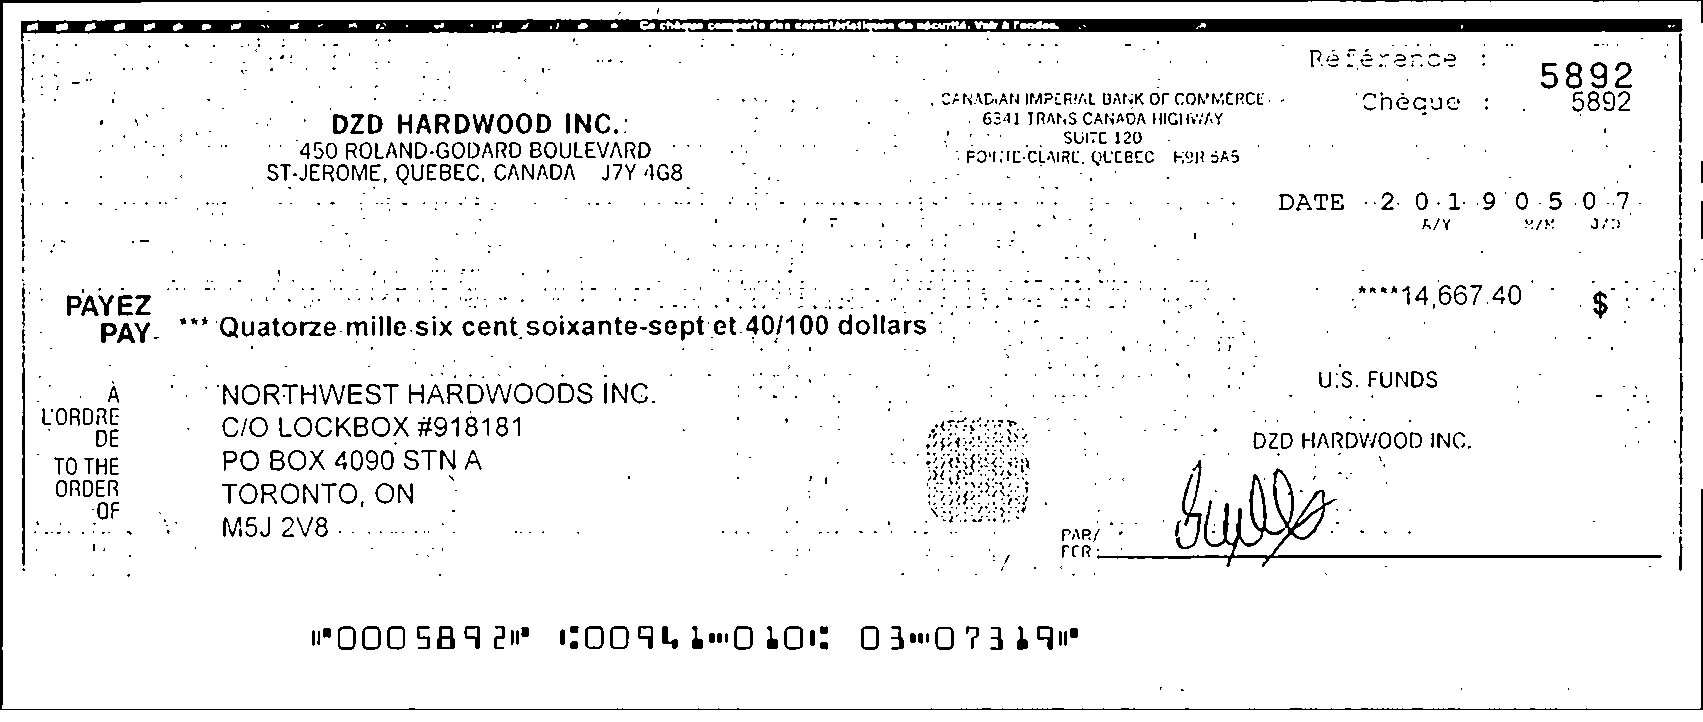 Ce chèque comporte des caractéristiques de sécurité. Voir à l'endos.
Référence : 5892
Chèque : 5892
DZD HARDWOOD INC.
450 ROLAND-GODARD BOULEVARD
ST-JEROME, QUEBEC, CANADA J7Y 4G8
CANADIAN IMPERIAL BANK OF COMMERCE
6341 TRANS CANADA HIGHWAY
SUITE 120
POINTE-CLAIRE, QUEBEC H9R 5A5
DATE 2 0 1 9 0 5 0 7
A/Y M/M J/D
PAYEZ
PAY
*** Quatorze mille six cent soixante-sept et 40/100 dollars
****14,667.40 $
À
L'ORDRE
DE
TO THE
ORDER
OF
NORTHWEST HARDWOODS INC.
C/O LOCKBOX #918181
PO BOX 4090 STN A
TORONTO, ON
M5J 2V8
U.S. FUNDS
DZD HARDWOOD INC.
PAR/
PER
⑈0005892⑈ ⑆00941⑉010⑆ 03⑉07319⑈